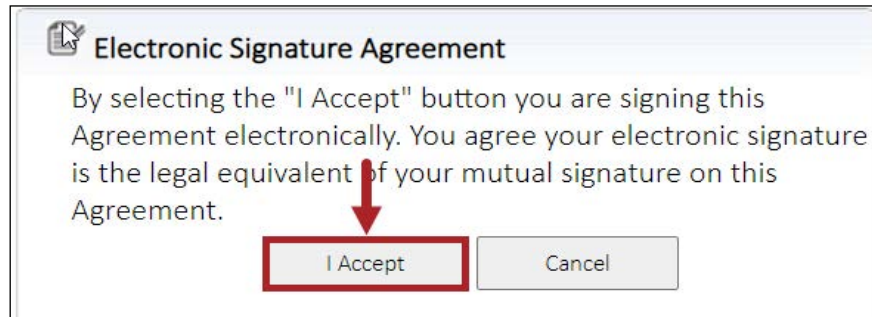 Electronic Signature Agreement
By selecting the "I Accept" button you are signing this
Agreement electronically. You agree your electronic signature
is the legal equivalent of your mutual signature on this
Agreement.
I Accept Cancel